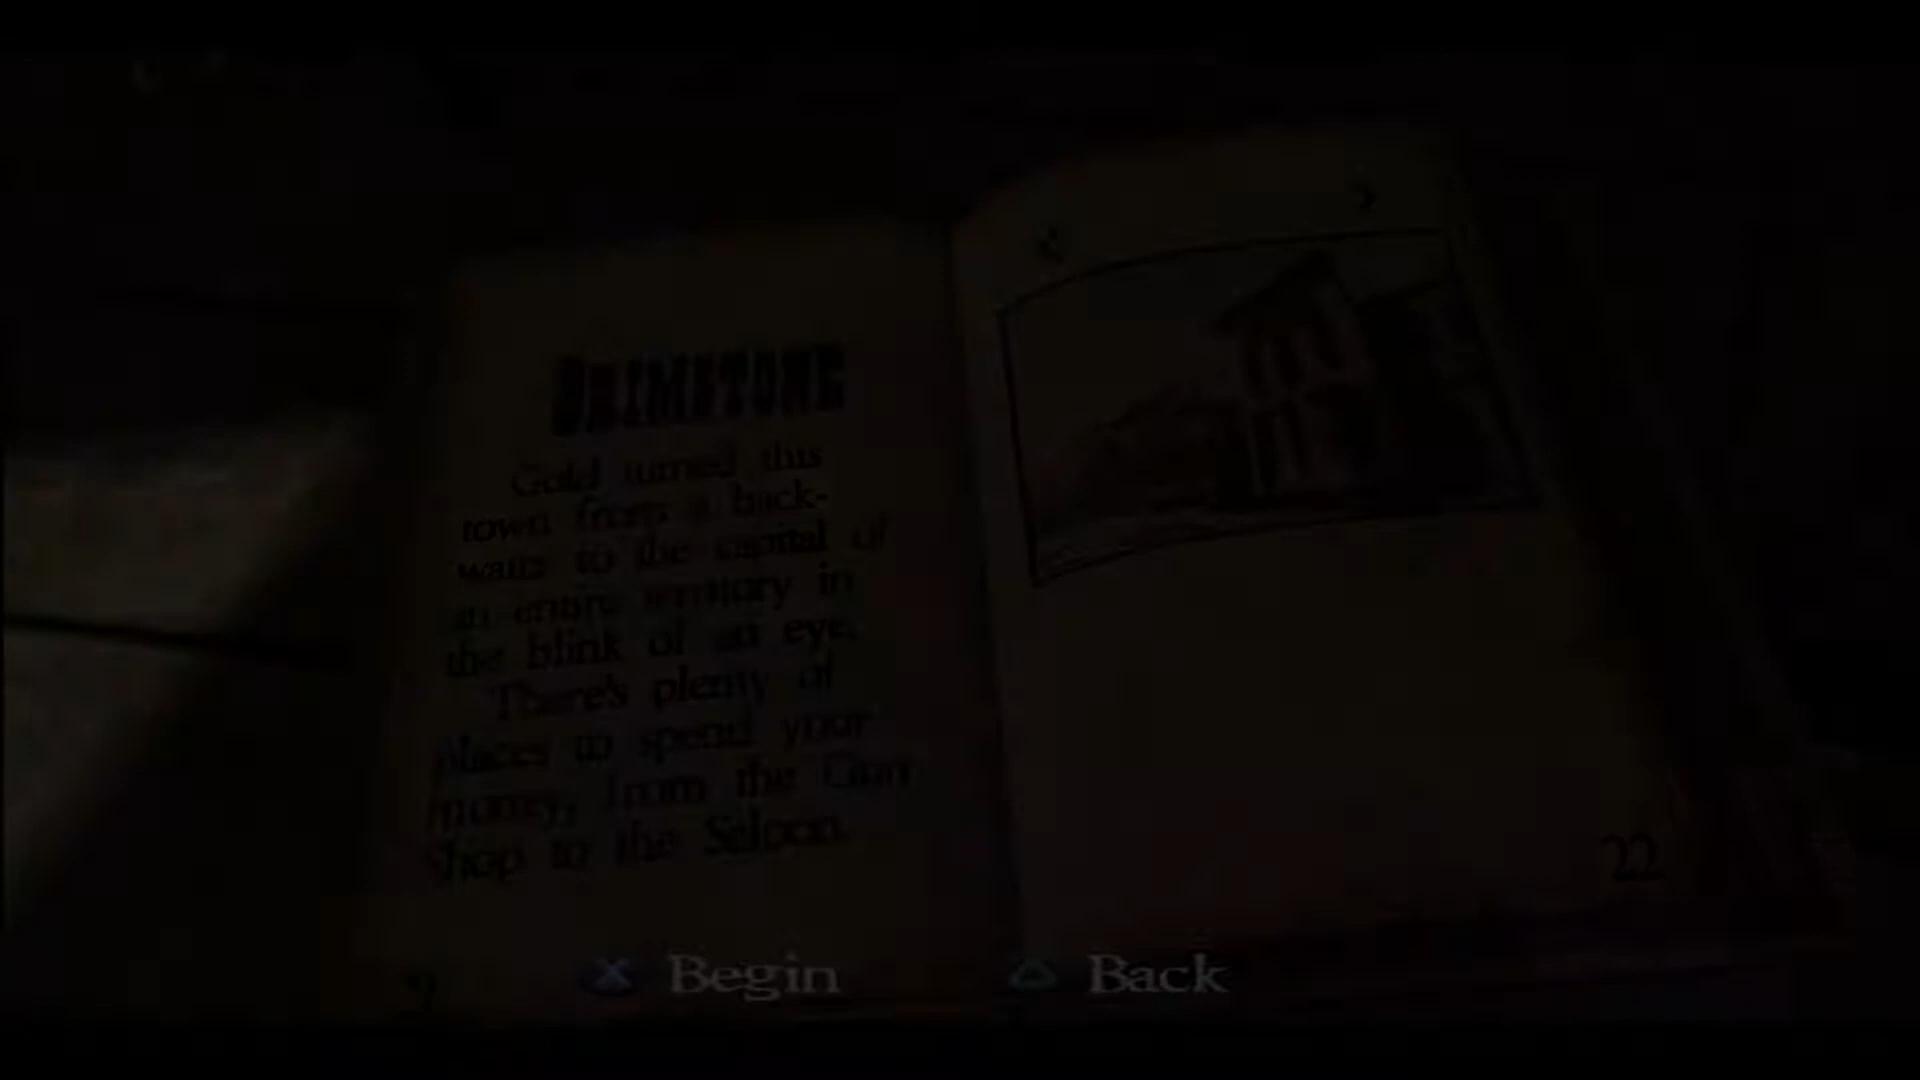 BRIMSTONE
Gold turned this
town from a back-
water to the capital of
an entire territory in
the blink of an eye.
There's plenty of
places to spend your
money, from the Gun
shop to the Saloon.
22
Begin
Back